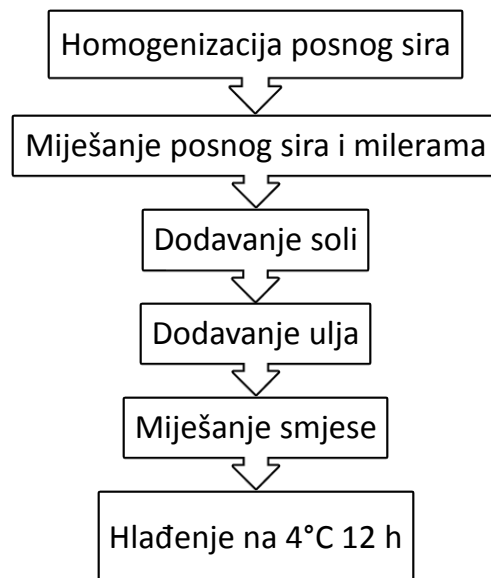 Homogenizacija posnog sira
Miješanje posnog sira i milerama
Dodavanje soli
Dodavanje ulja
Miješanje smjese
Hlađenje na 4°C 12 h